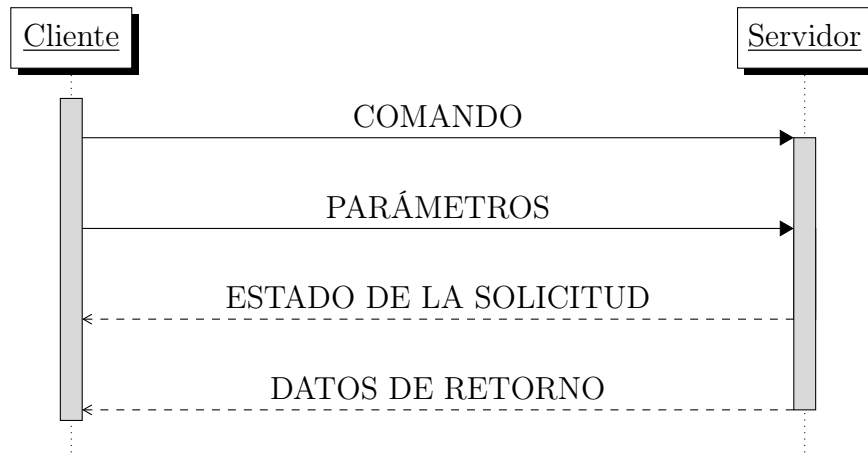 Cliente
Servidor
COMANDO
PARÁMETROS
ESTADO DE LA SOLICITUD
DATOS DE RETORNO